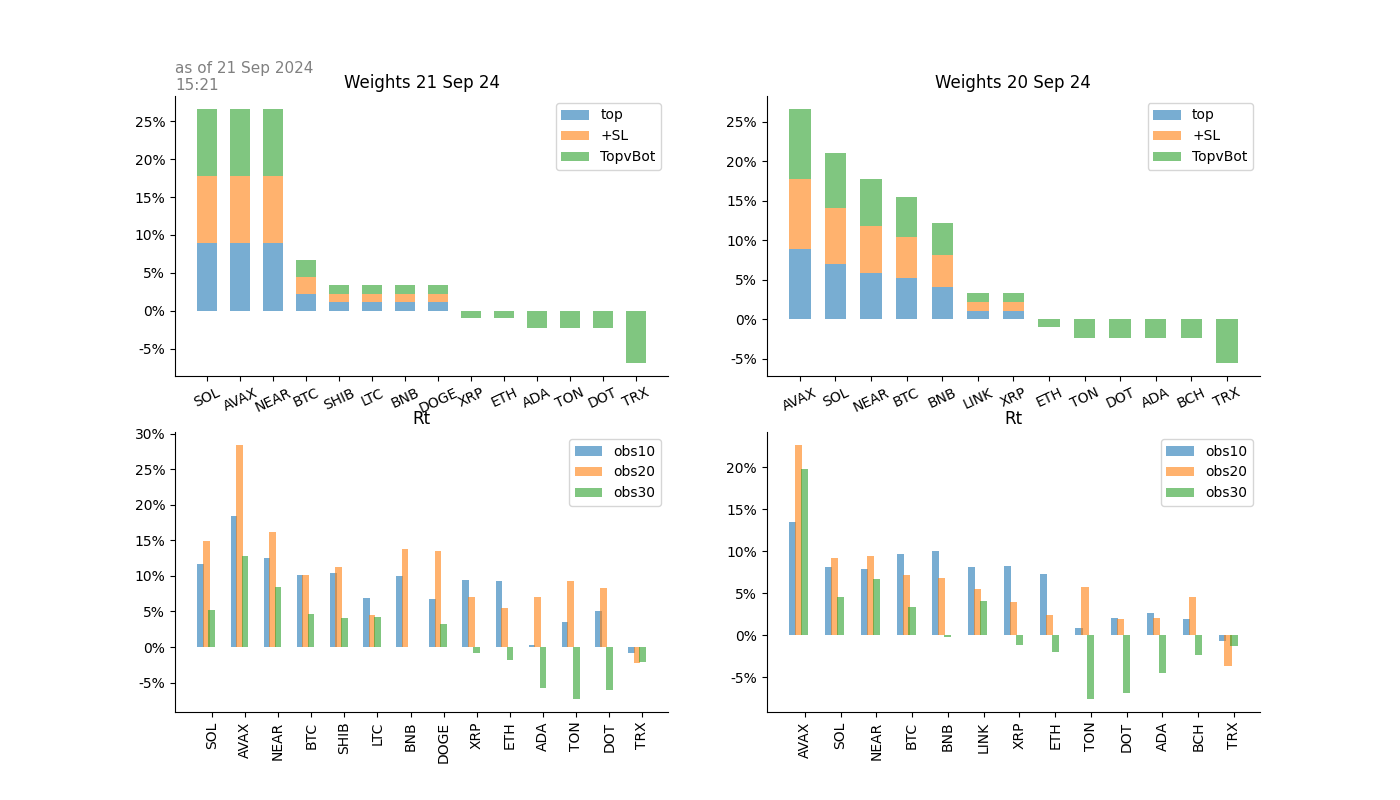 as of 21 Sep 2024
15:21
Weights 21 Sep 24
25%
20%
15%
10%
5%
0%
-5%
top
+SL
TopvBot
SOL AVAX NEAR BTC SHIB LTC BNB DOGE XRP ETH ADA TON DOT TRX
Weights 20 Sep 24
25%
20%
15%
10%
5%
0%
-5%
top
+SL
TopvBot
AVAX SOL NEAR BTC BNB LINK XRP ETH TON DOT ADA BCH TRX
Rt
30%
25%
20%
15%
10%
5%
0%
-5%
obs10
obs20
obs30
SOL AVAX NEAR BTC SHIB LTC BNB DOGE XRP ETH ADA TON DOT TRX
Rt
20%
15%
10%
5%
0%
-5%
obs10
obs20
obs30
AVAX SOL NEAR BTC BNB LINK XRP ETH TON DOT ADA BCH TRX